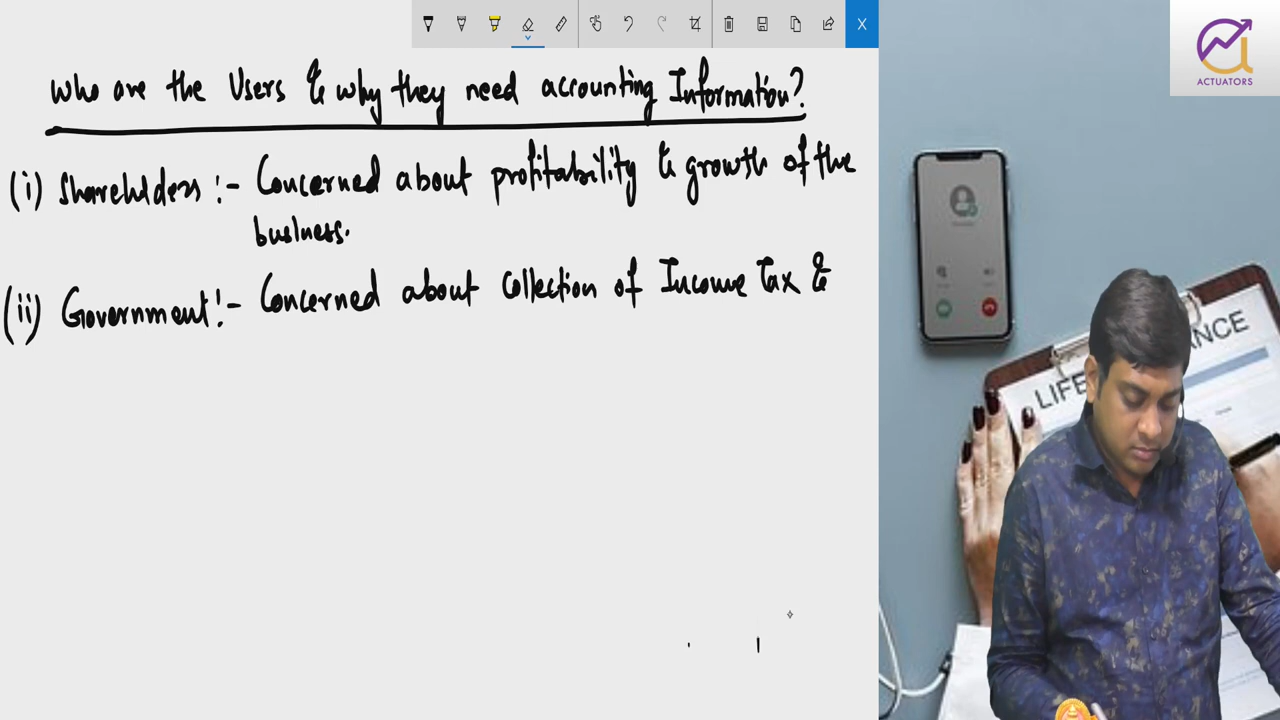 Who are the Users & why they need accounting Information?
(i) Shareholders :- Concerned about profitability & growth of the
business.
(ii) Government :- Concerned about Collection of Income Tax &
ACTUATORS
LIFE
NCE